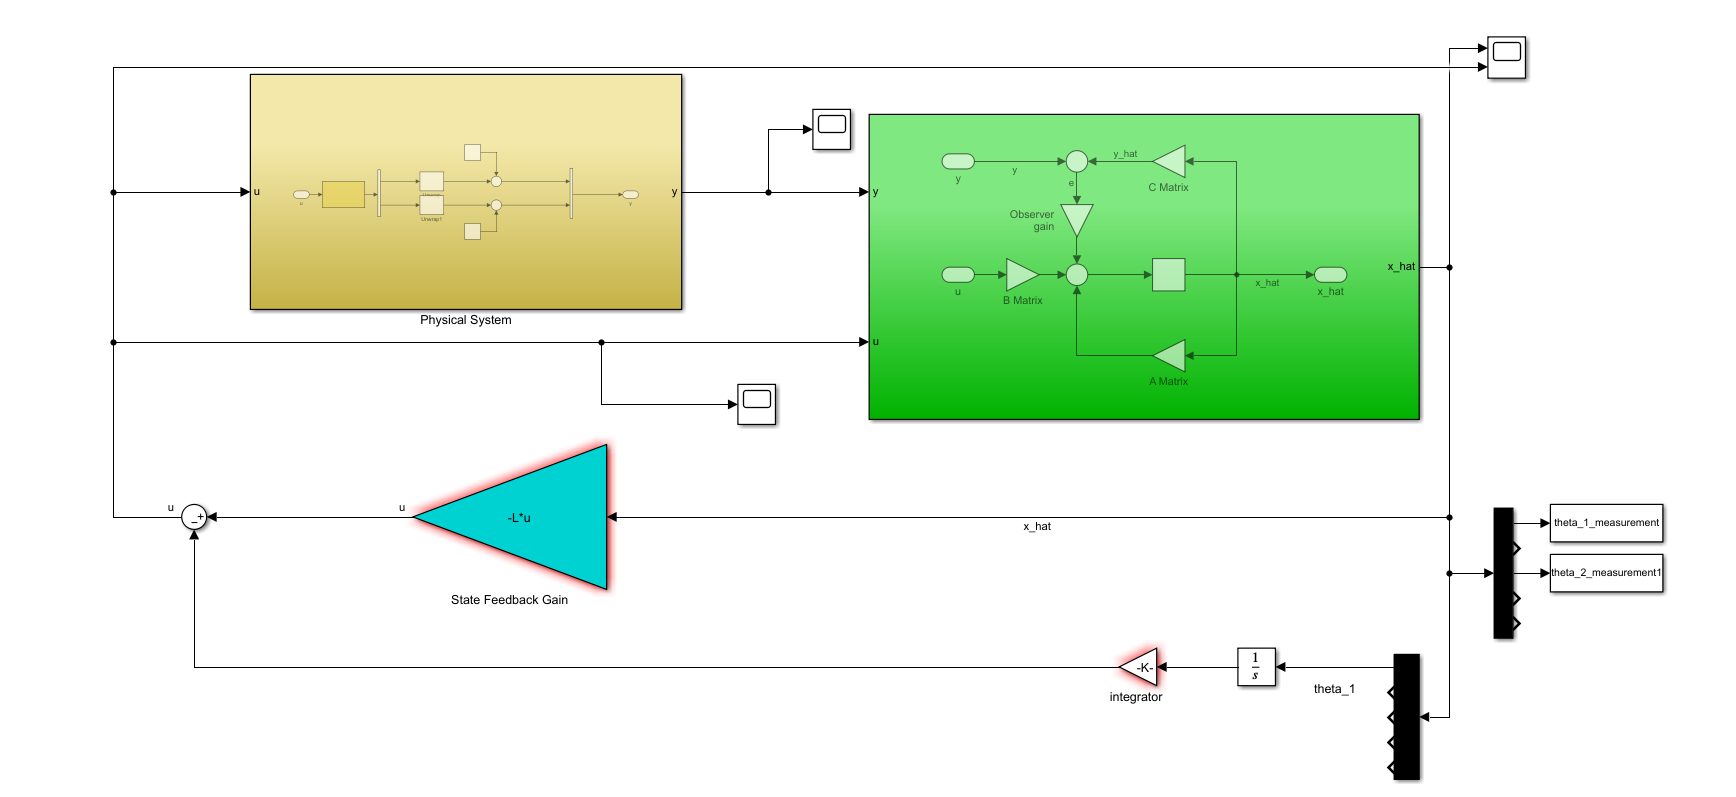 u
y
Unwrap1
u
y
Physical System
y
y
y
y_hat
C Matrix
e
Observer
gain
u
B Matrix
x_hat
x_hat
x_hat
u
A Matrix
u
u
-L*u
State Feedback Gain
x_hat
_+
theta_1_measurement
theta_2_measurement1
-K-
integrator
1
s
theta_1